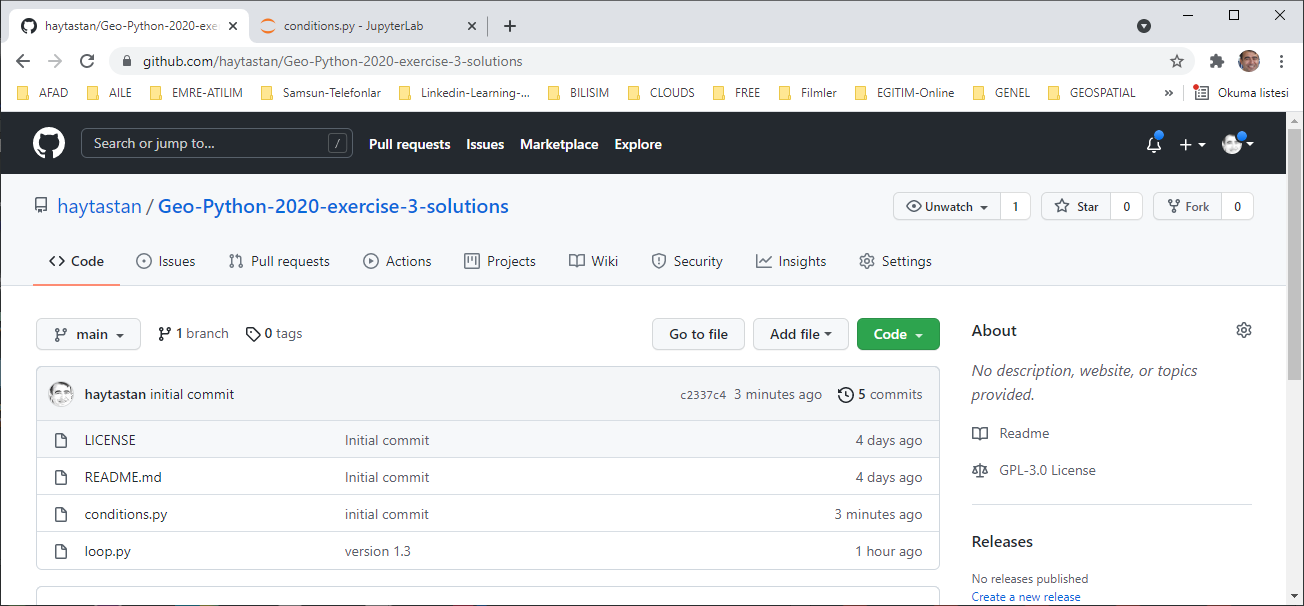 haytastan/Geo-Python-2020-exe
conditions.py - JupyterLab
github.com/haytastan/Geo-Python-2020-exercise-3-solutions
AFAD AILE EMRE-ATILIM Samsun-Telefonlar Linkedin-Learning-... BILISIM CLOUDS FREE Filmler EGITIM-Online GENEL GEOSPATIAL » Okuma listesi
Search or jump to... / Pull requests Issues Marketplace Explore
haytastan / Geo-Python-2020-exercise-3-solutions Unwatch 1 Star 0 Fork 0
Code Issues Pull requests Actions Projects Wiki Security Insights Settings
main 1 branch 0 tags Go to file Add file Code
haytastan initial commit c2337c4 3 minutes ago 5 commits
LICENSE Initial commit 4 days ago
README.md Initial commit 4 days ago
conditions.py initial commit 3 minutes ago
loop.py version 1.3 1 hour ago
About
No description, website, or topics
provided.
Readme
GPL-3.0 License
Releases
No releases published
Create a new release